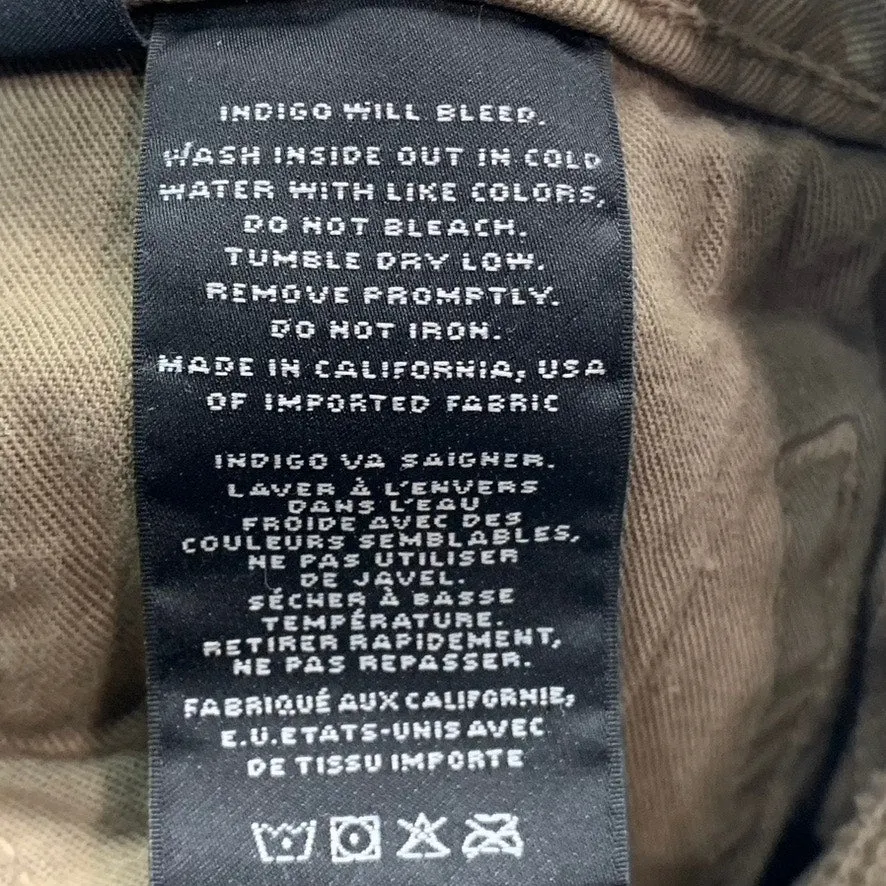 INDIGO WILL BLEED.
WASH INSIDE OUT IN COLD
WATER WITH LIKE COLORS,
DO NOT BLEACH.
TUMBLE DRY LOW.
REMOVE PROMPTLY.
DO NOT IRON.
MADE IN CALIFORNIA, USA
OF IMPORTED FABRIC
INDIGO VA SAIGNER.
LAVER À L'ENVERS
DANS L'EAU
FROIDE AVEC DES
COULEURS SEMBLABLES,
NE PAS UTILISER
DE JAVEL.
SÉCHER À BASSE
TEMPÉRATURE.
RETIRER RAPIDEMENT,
NE PAS REPASSER.
FABRIQUÉ AUX CALIFORNIE,
E.U.ETATS-UNIS AVEC
DE TISSU IMPORTE